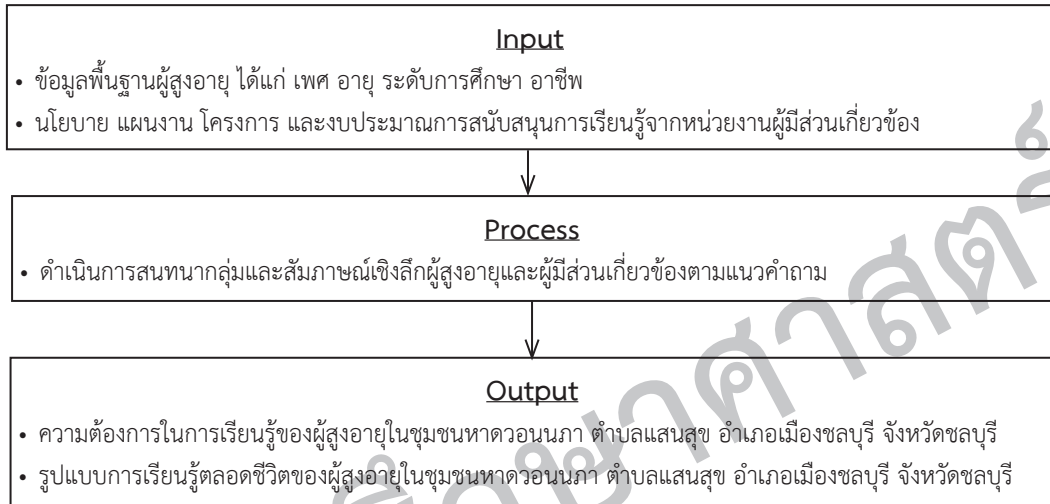 Input
• ข้อมูลพื้นฐานผู้สูงอายุ ได้แก่ เพศ อายุ ระดับการศึกษา อาชีพ
• นโยบาย แผนงาน โครงการ และงบประมาณการสนับสนุนการเรียนรู้จากหน่วยงานผู้มีส่วนเกี่ยวข้อง
Process
• ดำเนินการสนทนากลุ่มและสัมภาษณ์เชิงลึกผู้สูงอายุและผู้มีส่วนเกี่ยวข้องตามแนวคำถาม
Output
• ความต้องการในการเรียนรู้ของผู้สูงอายุในชุมชนหาดวอนนภา ตำบลแสนสุข อำเภอเมืองชลบุรี จังหวัดชลบุรี
• รูปแบบการเรียนรู้ตลอดชีวิตของผู้สูงอายุในชุมชนหาดวอนนภา ตำบลแสนสุข อำเภอเมืองชลบุรี จังหวัดชลบุรี